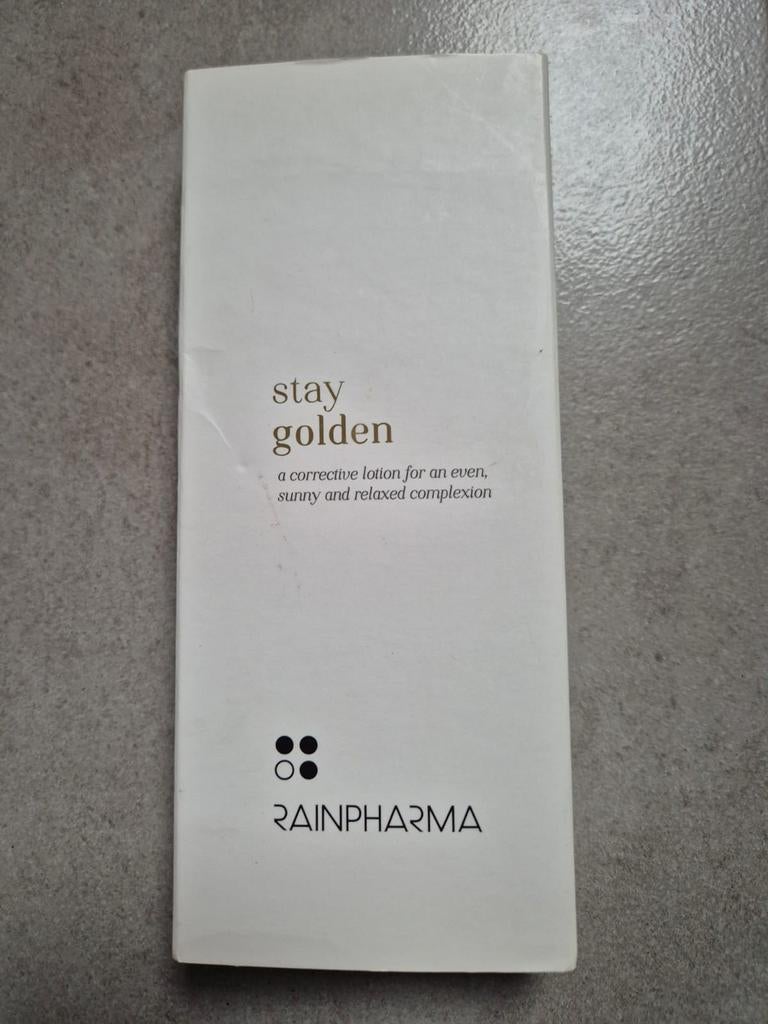 stay
golden
a corrective lotion for an even,
sunny and relaxed complexion
RAINPHARMA